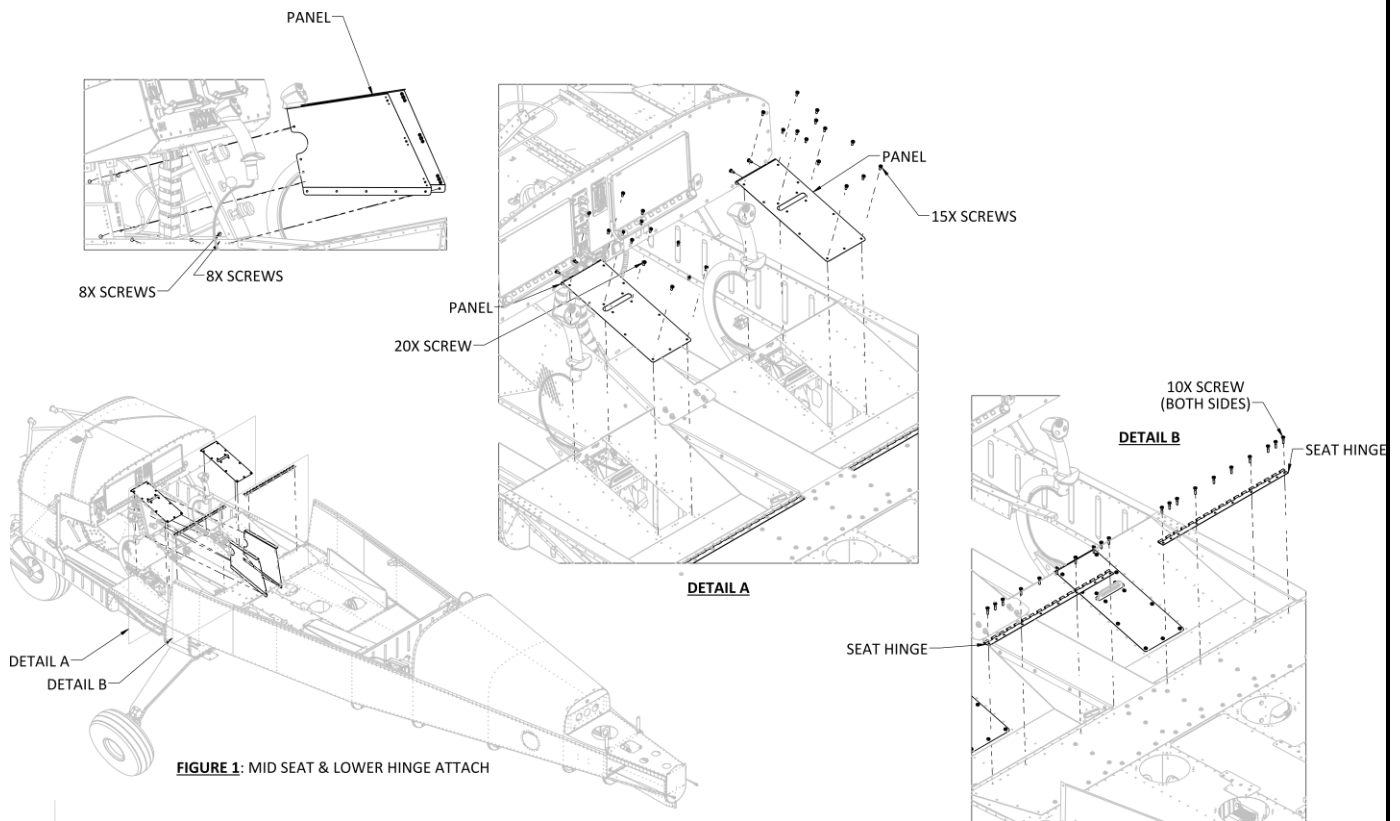 PANEL
8X SCREWS
8X SCREWS
PANEL
15X SCREWS
PANEL
20X SCREW
DETAIL A
10X SCREW
(BOTH SIDES)
DETAIL B
SEAT HINGE
SEAT HINGE
DETAIL A
DETAIL B
FIGURE 1: MID SEAT & LOWER HINGE ATTACH